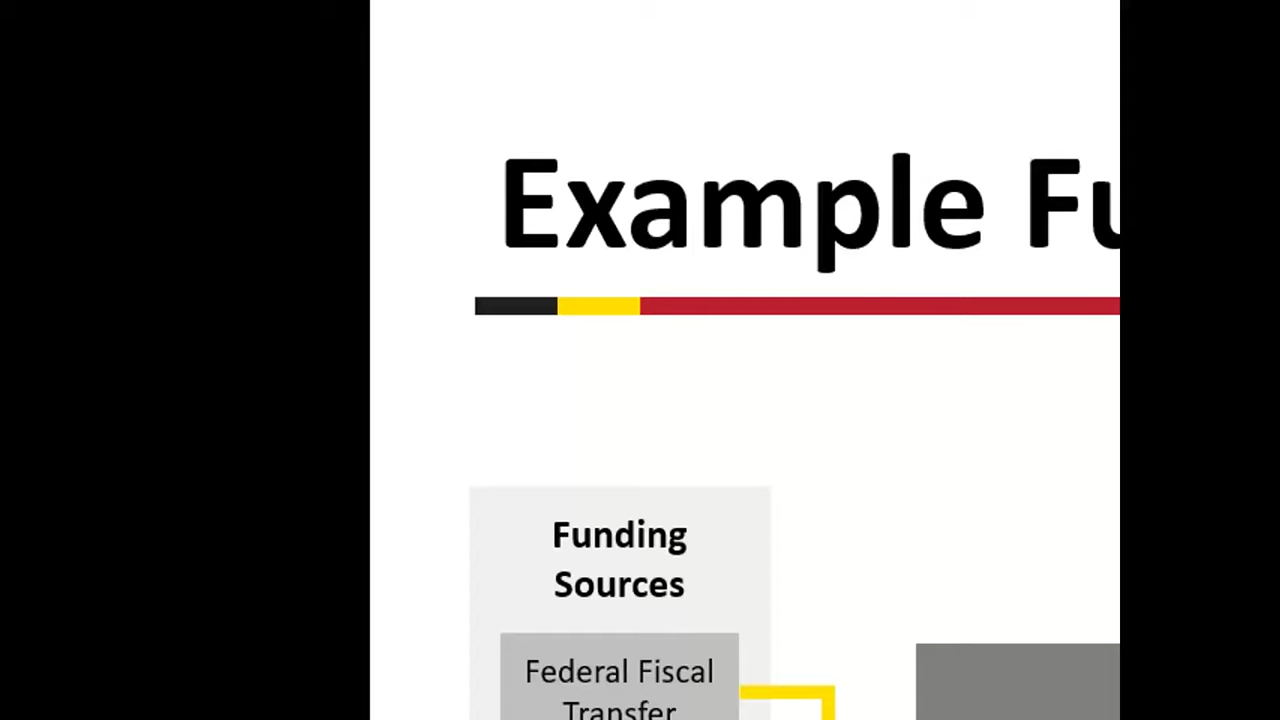 Example Fu
Funding
Sources
Federal Fiscal
Transfer